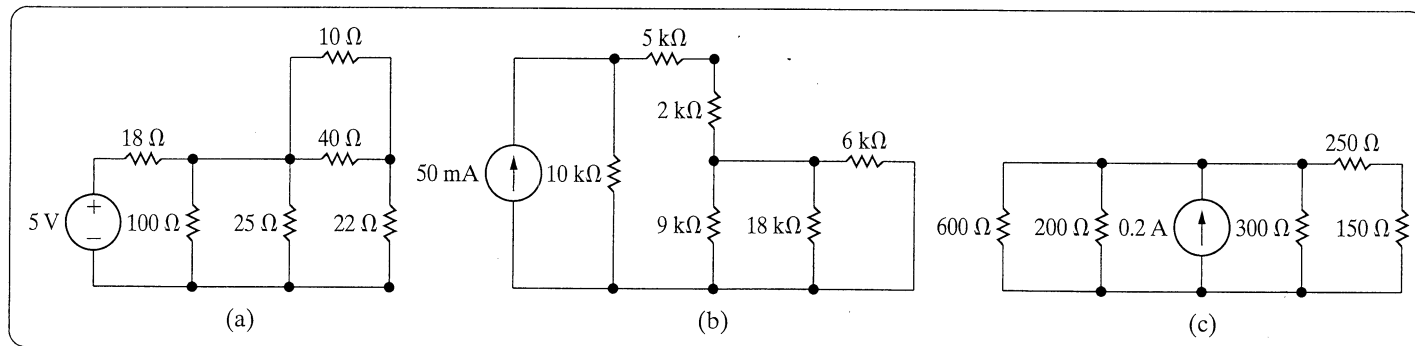 10 Ω
18 Ω
40 Ω
5 V
+
−
100 Ω
25 Ω
22 Ω
(a)
5 kΩ
2 kΩ
6 kΩ
50 mA
10 kΩ
9 kΩ
18 kΩ
(b)
250 Ω
600 Ω
200 Ω
0.2 A
300 Ω
150 Ω
(c)